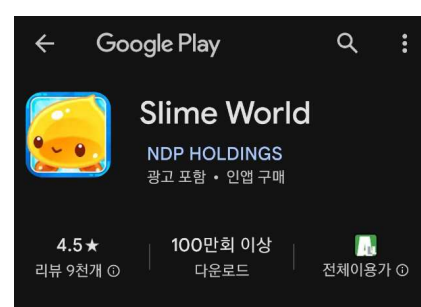 Google Play
Slime World
NDP HOLDINGS
광고 포함 • 인앱 구매
4.5★
100만회 이상
리뷰 9천개 ⓘ
다운로드
전체이용가 ⓘ